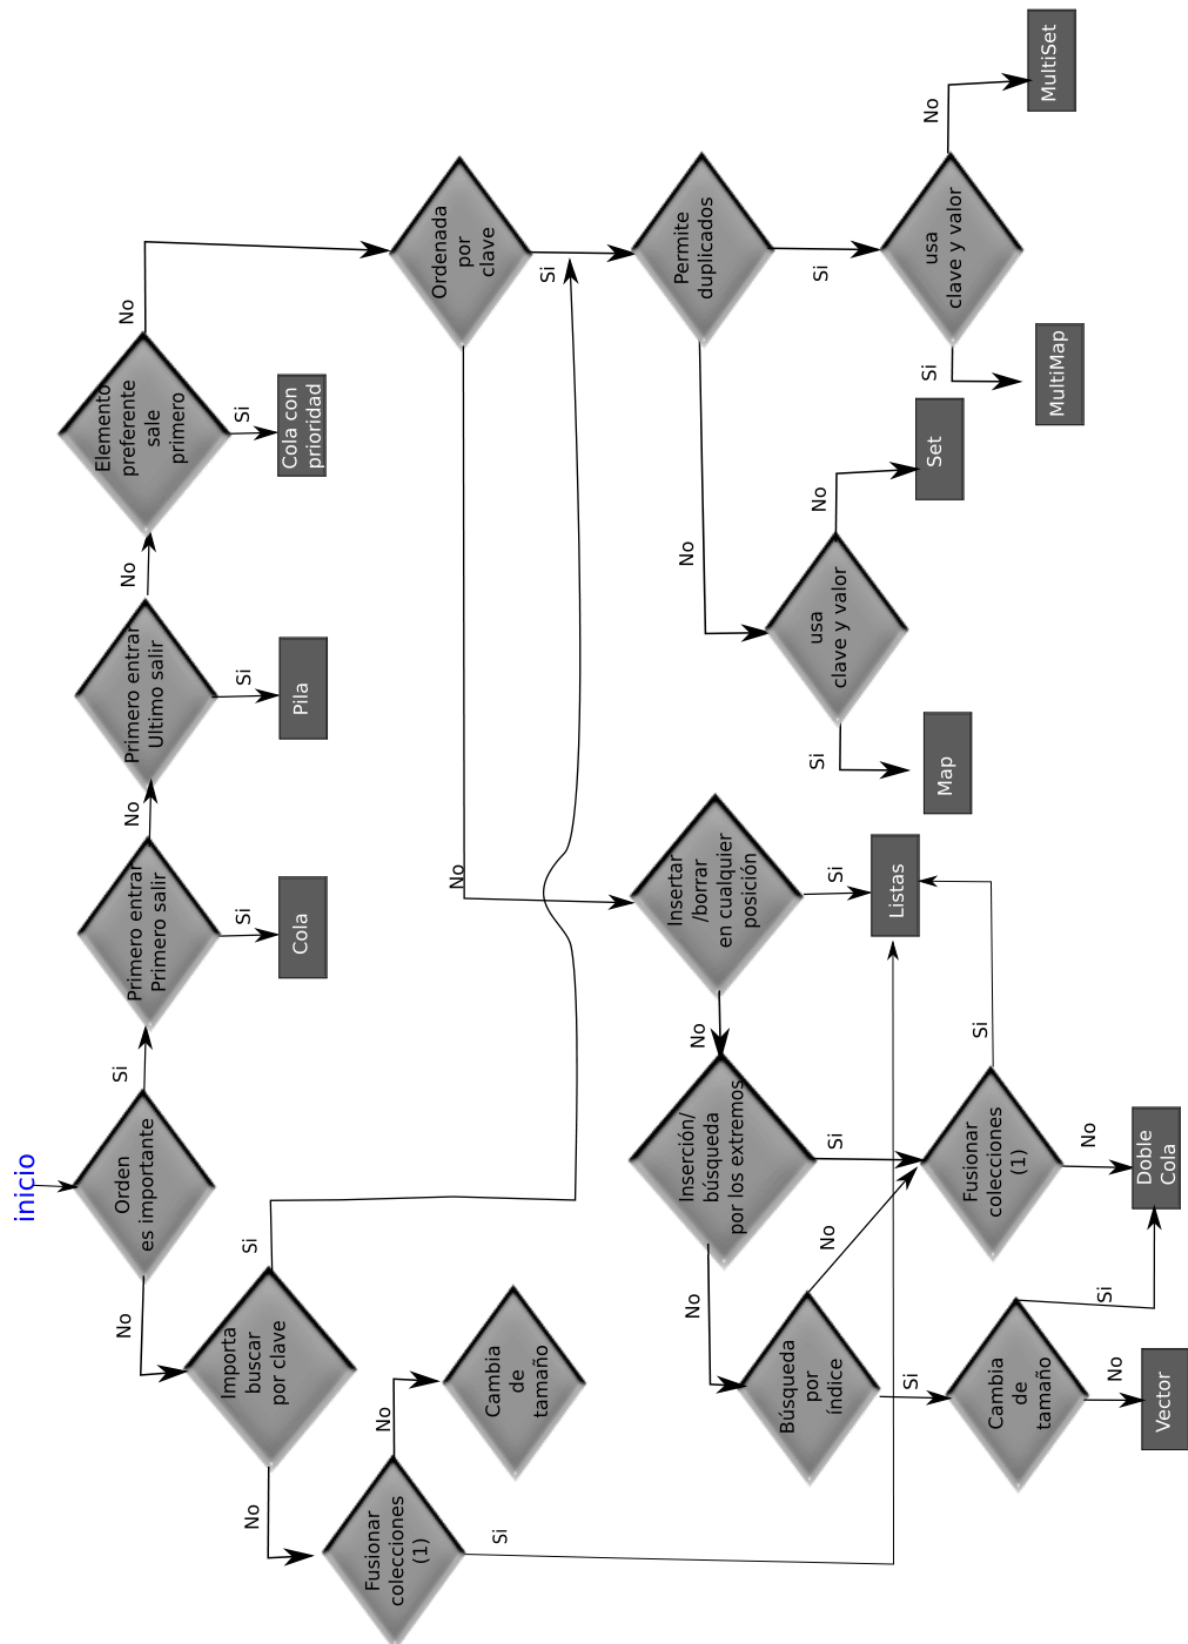 inicio
Orden
es importante
Si
No
Primero entrar
Primero salir
No
Si
Cola
Primero entrar
Ultimo salir
No
Si
Pila
Elemento
preferente
sale
primero
No
Si
Cola con
prioridad
Importa
buscar
por clave
Si
No
Fusionar
colecciones
(1)
No
Si
Cambia
de
tamaño
Ordenada
por
clave
Si
No
Permite
duplicados
Si
No
usa
clave y valor
No
Si
MultiSet
MultiMap
usa
clave y valor
No
Si
Set
Map
Insertar
/borrar
en cualquier
posición
Si
No
Listas
Inserción/
búsqueda
por los extremos
Si
No
Búsqueda
por
índice
No
Si
Fusionar
colecciones
(1)
Si
No
Doble
Cola
Cambia
de
tamaño
Si
No
Vector